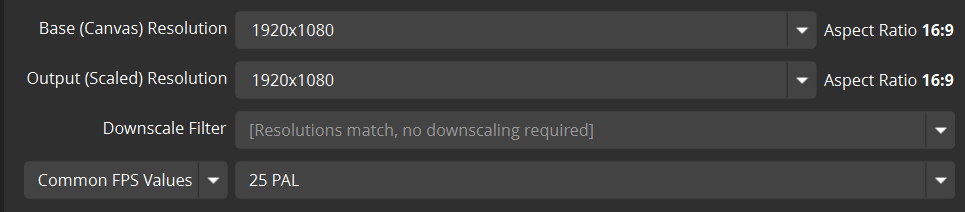 Base (Canvas) Resolution 1920x1080 Aspect Ratio 16:9
Output (Scaled) Resolution 1920x1080 Aspect Ratio 16:9
Downscale Filter [Resolutions match, no downscaling required]
Common FPS Values 25 PAL